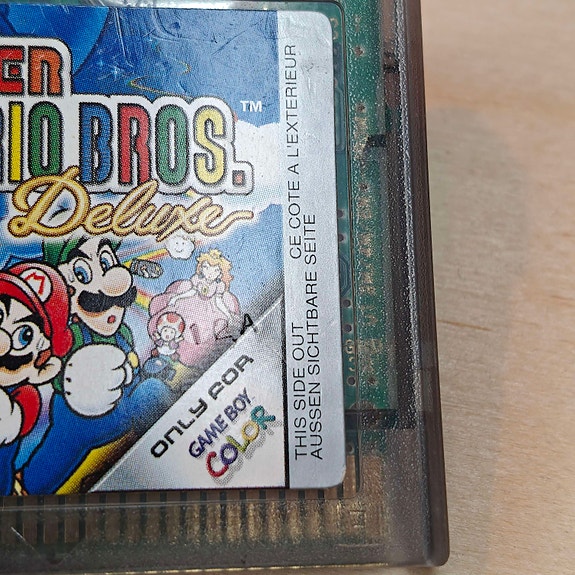 ER
RIO BROS.™
Deluxe
ONLY FOR
GAME BOY
COLOR
THIS SIDE OUT CE COTE A L'EXTERIEUR
AUSSEN SICHTBARE SEITE